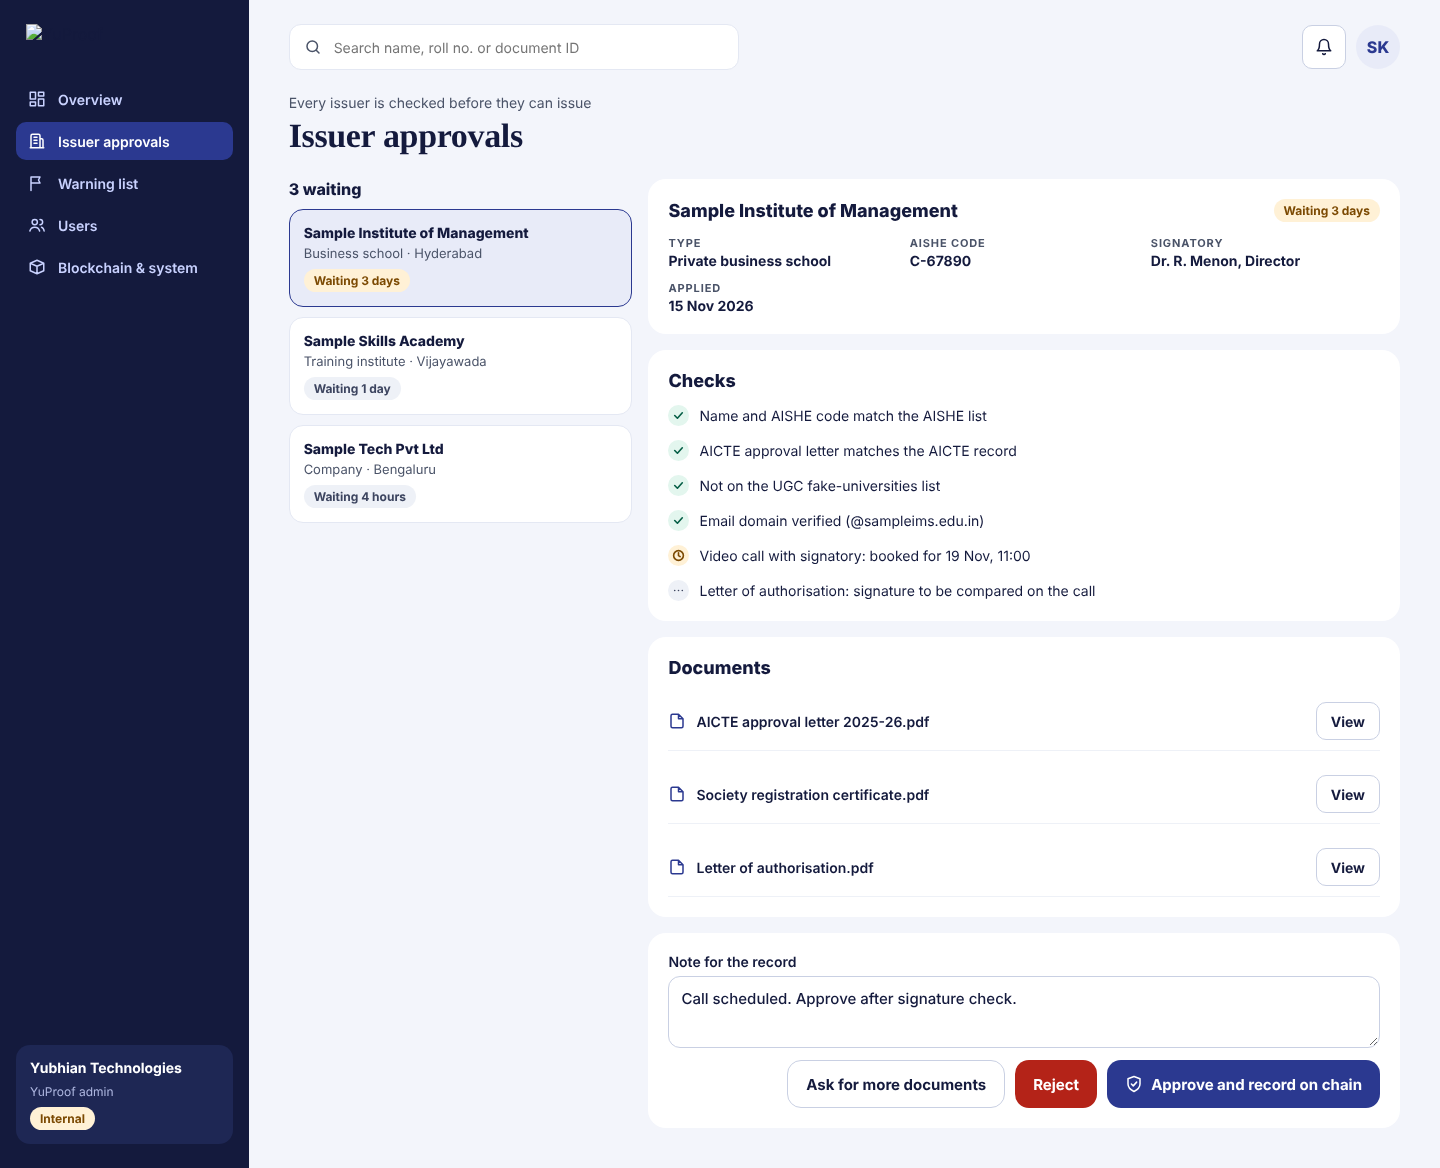 Search name, roll no. or document ID
SK
Overview
Issuer approvals
Warning list
Users
Blockchain & system
Every issuer is checked before they can issue
Issuer approvals
3 waiting
Sample Institute of Management
Business school · Hyderabad
Waiting 3 days
Sample Skills Academy
Training institute · Vijayawada
Waiting 1 day
Sample Tech Pvt Ltd
Company · Bengaluru
Waiting 4 hours
Sample Institute of Management
Waiting 3 days
TYPE
Private business school
AISHE CODE
C-67890
SIGNATORY
Dr. R. Menon, Director
APPLIED
15 Nov 2026
Checks
Name and AISHE code match the AISHE list
AICTE approval letter matches the AICTE record
Not on the UGC fake-universities list
Email domain verified (@sampleims.edu.in)
Video call with signatory: booked for 19 Nov, 11:00
Letter of authorisation: signature to be compared on the call
Documents
AICTE approval letter 2025-26.pdf
View
Society registration certificate.pdf
View
Letter of authorisation.pdf
View
Note for the record
Call scheduled. Approve after signature check.
Ask for more documents
Reject
Approve and record on chain
Yubhian Technologies
YuProof admin
Internal